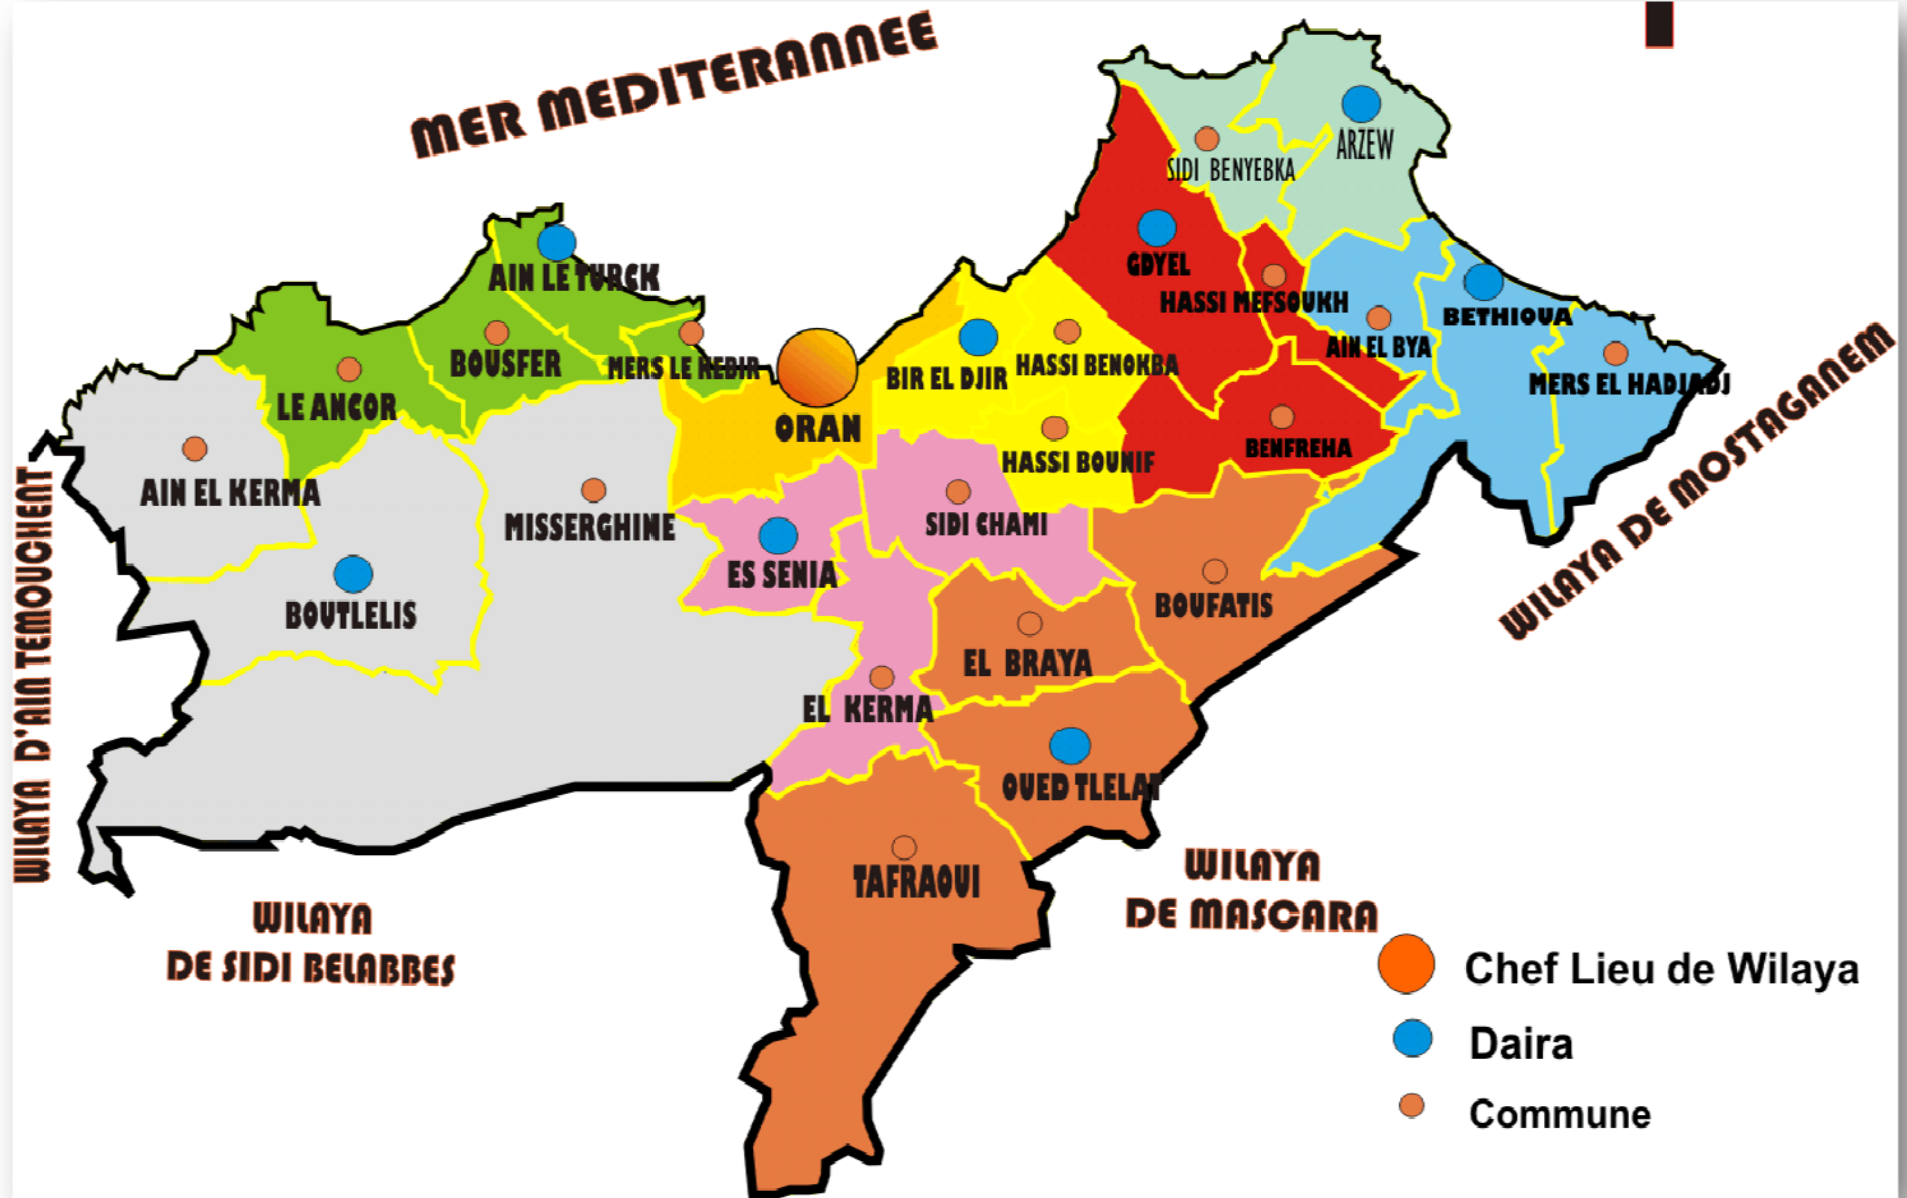 MER MEDITERANNEE
ARZEW
SIDI BENYEBKA
GDYEL
AIN LE TURCK
HASSI MEFSOUKH
BETHIOUA
AIN EL BYA
BOUSFER
MERS LE KEBIR
HASSI BENOKBA
BIR EL DJIR
MERS EL HADJADJ
LE ANCOR
ORAN
BENFREHA
HASSI BOUNIF
AIN EL KERMA
MISSERGHINE
SIDI CHAMI
ES SENIA
BOUTLELIS
BOUFATIS
EL BRAYA
EL KERMA
OUED TLELAT
TAFRAOUI
WILAYA D'AIN TEMOUCHENT
WILAYA DE MOSTAGANEM
WILAYA
DE SIDI BELABBES
WILAYA
DE MASCARA
Chef Lieu de Wilaya
Daira
Commune